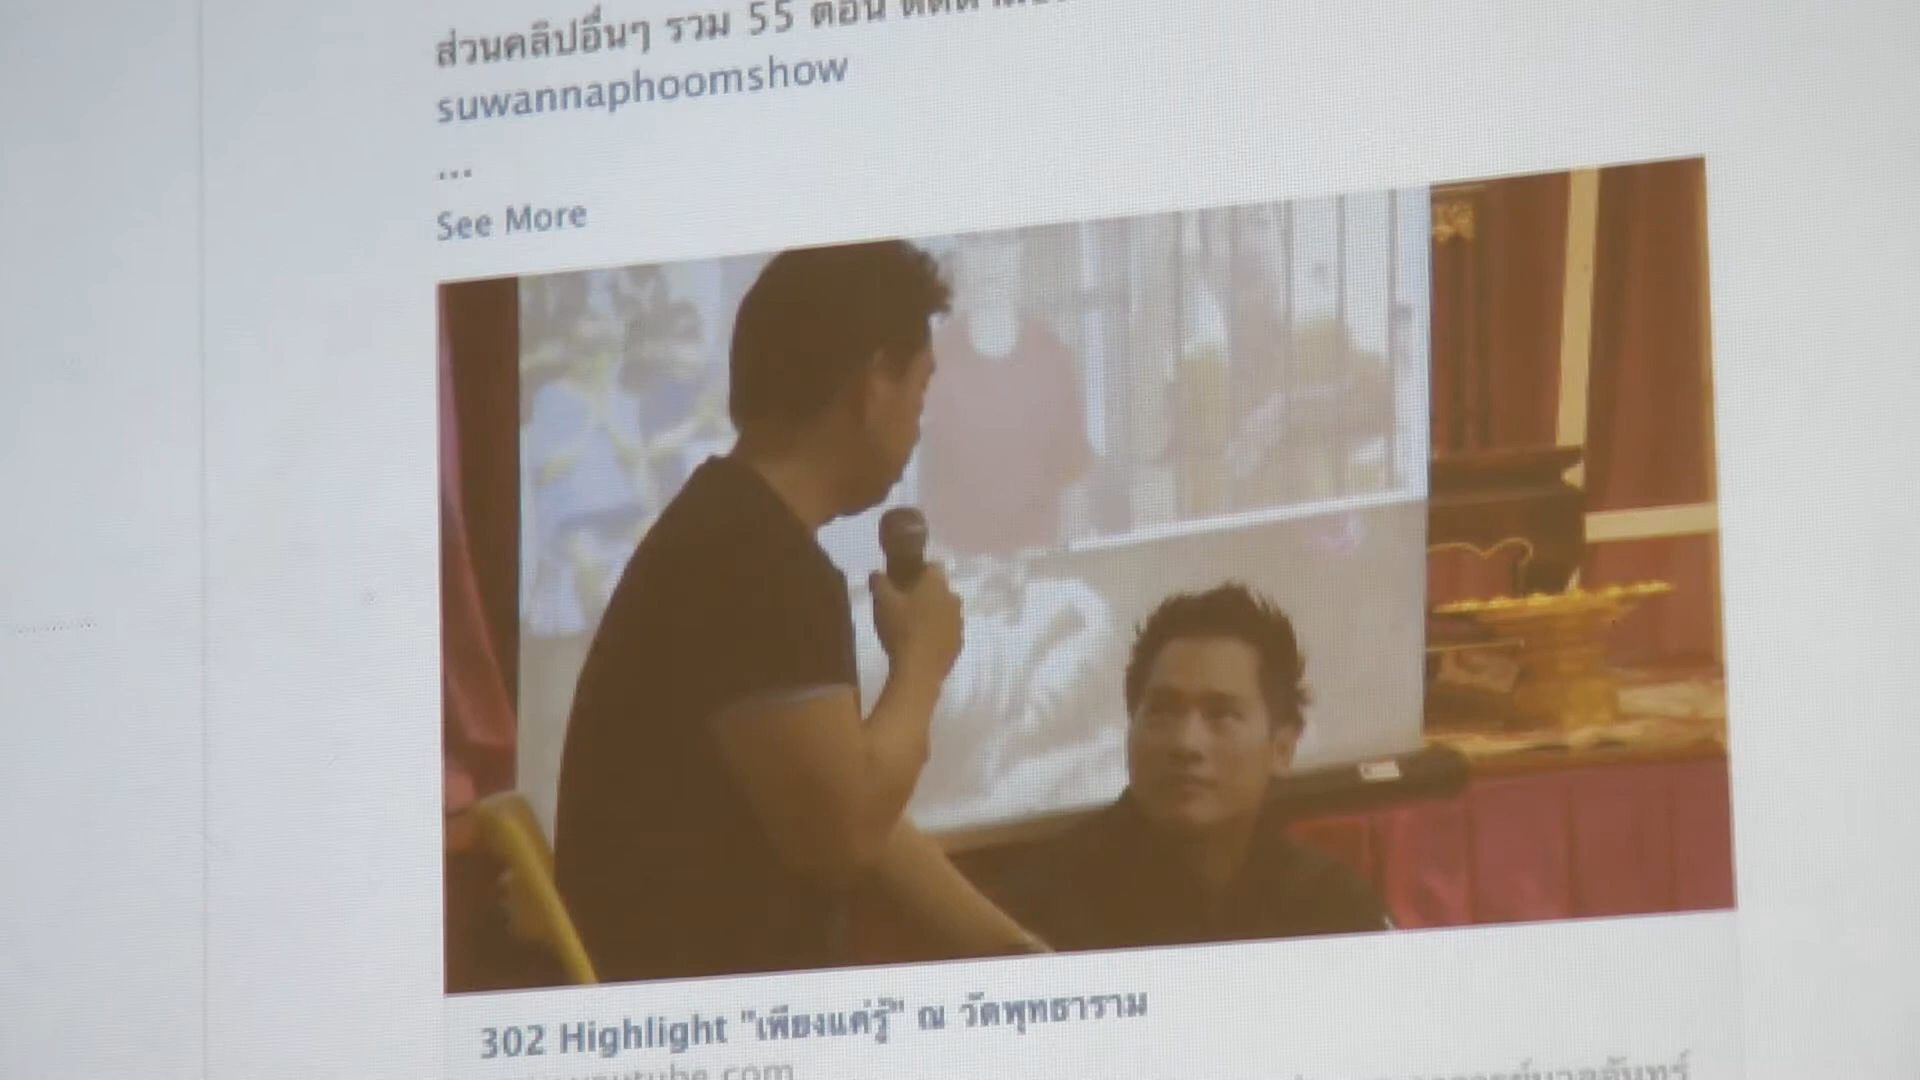 ส่วนคลิปอื่นๆ รวม 55 ตอน
suwannaphoomshow
...
See More
302 Highlight "เพียงแค่รู้" ณ วัดพุทธาราม
youtube.com